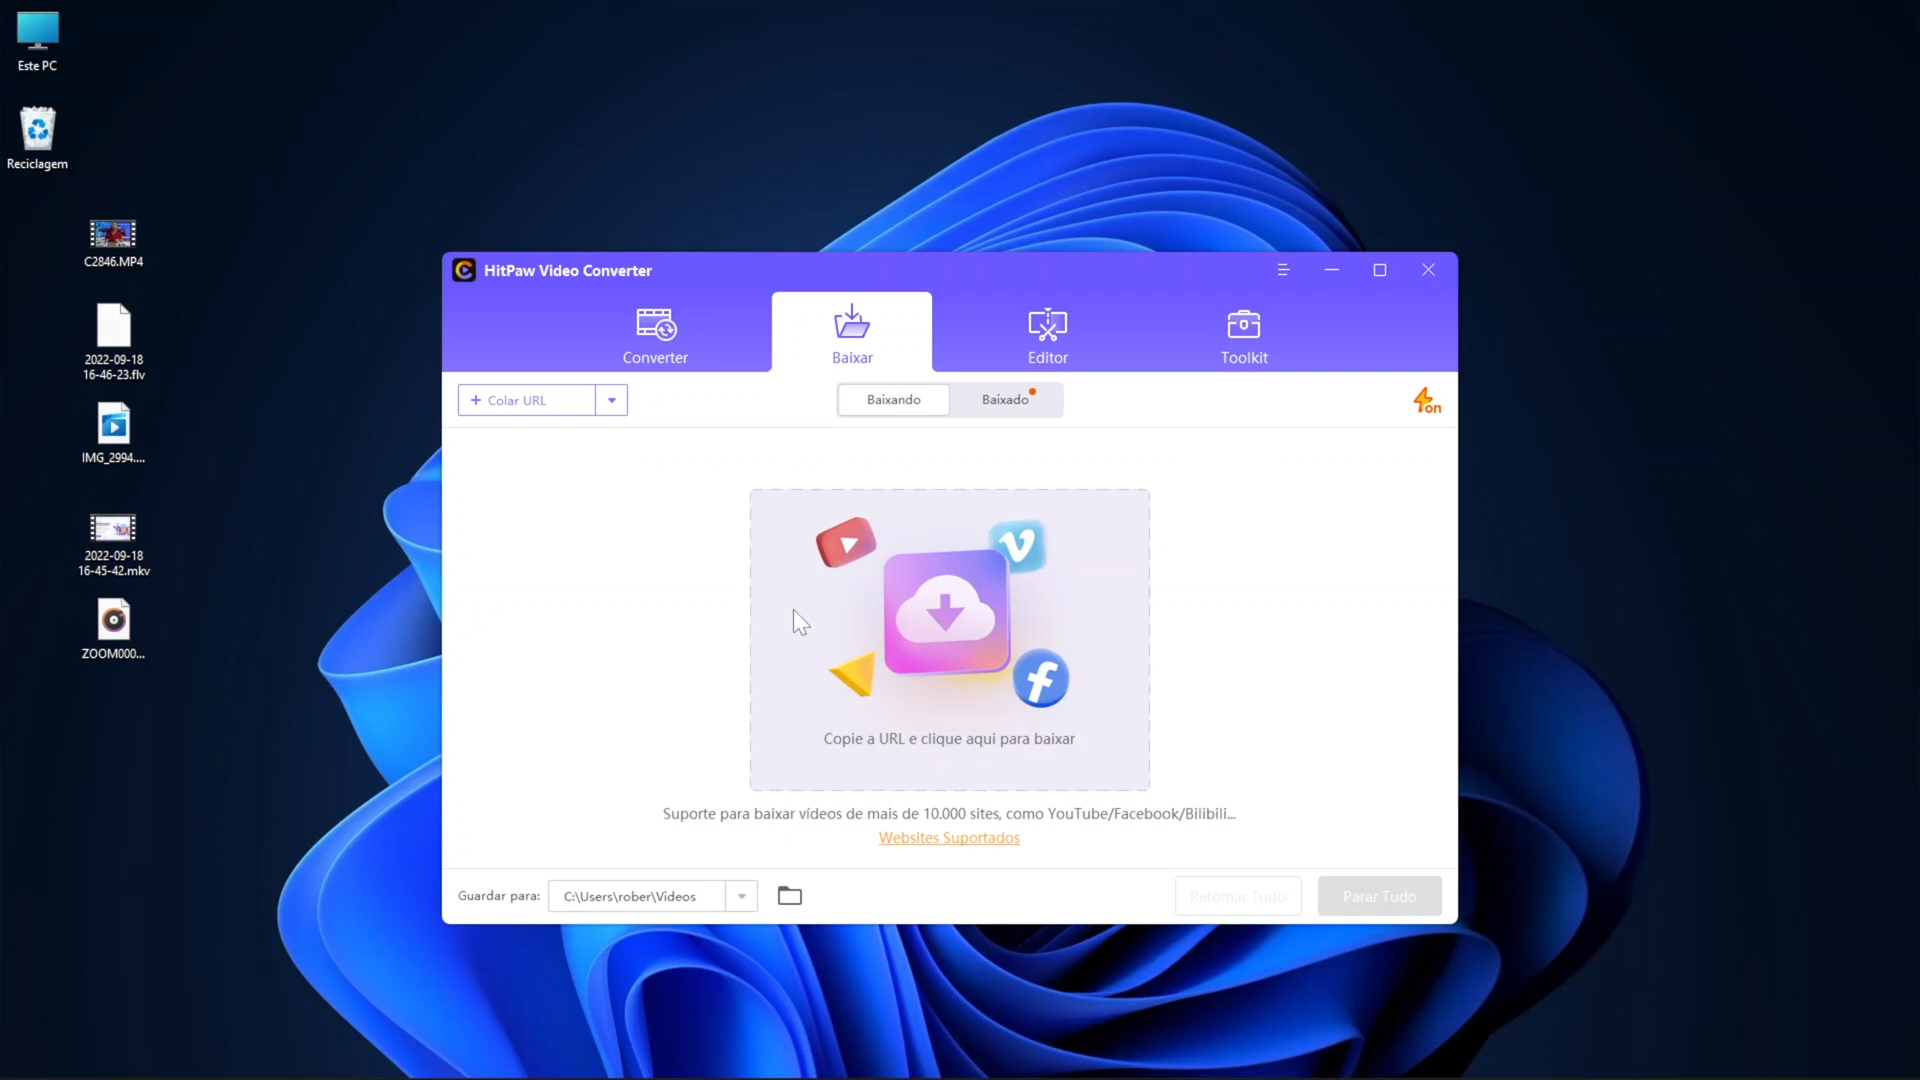 Este PC
Reciclagem
C2846.MP4
2022-09-18
16-46-23.flv
IMG_2994....
2022-09-18
16-45-42.mkv
ZOOM000...
HitPaw Video Converter
Converter
Baixar
Editor
Toolkit
+ Colar URL
Baixando
Baixado
on
Copie a URL e clique aqui para baixar
Suporte para baixar vídeos de mais de 10.000 sites, como YouTube/Facebook/Bilibili...
Websites Suportados
Guardar para:
C:\Users\rober\Videos
Retomar Tudo
Parar Tudo